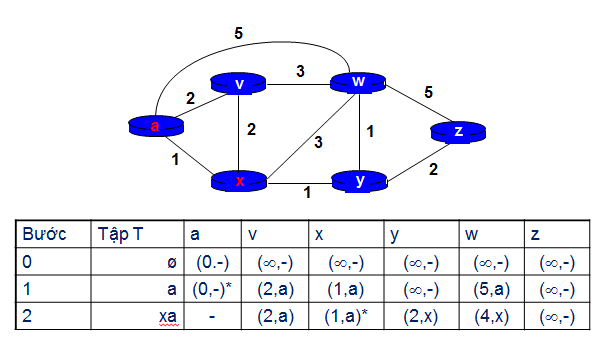 5
v
3
w
2
5
a
2
1
z
3
1
2
x
1
y
Bước Tập T a v x y w z
0 ø (0.-) (∞,-) (∞,-) (∞,-) (∞,-) (∞,-)
1 a (0,-)* (2,a) (1,a) (∞,-) (5,a) (∞,-)
2 xa - (2,a) (1,a)* (2,x) (4,x) (∞,-)